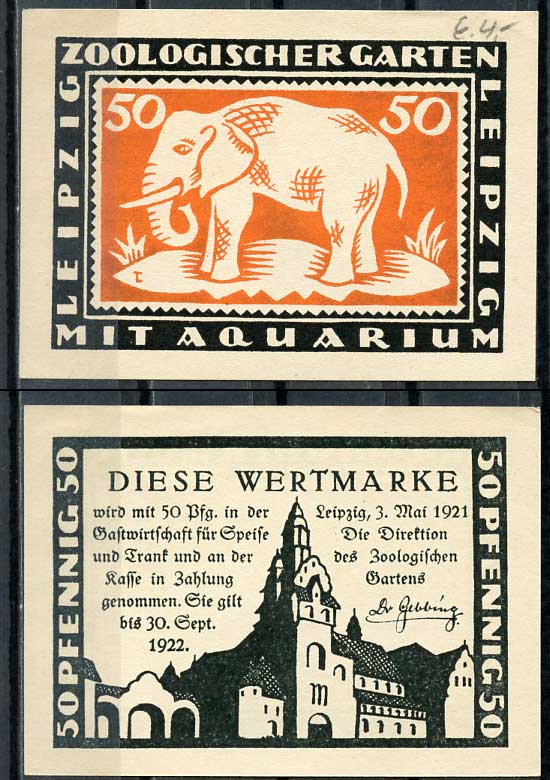 € 4,-
ZOOLOGISCHER GARTEN
LEIPZIG
LEIPZIG
50 50
MIT AQUARIUM
50 PFENNIG 50
50 PFENNIG 50
DIESE WERTMARKE
wird mit 50 Pfg. in der
Gastwirtschaft für Speise
und Trank und an der
Kasse in Zahlung
genommen. Sie gilt
bis 30. Sept.
1922.
Leipzig, 3. Mai 1921
Die Direktion
des Zoologischen
Gartens
Dr Gebbing